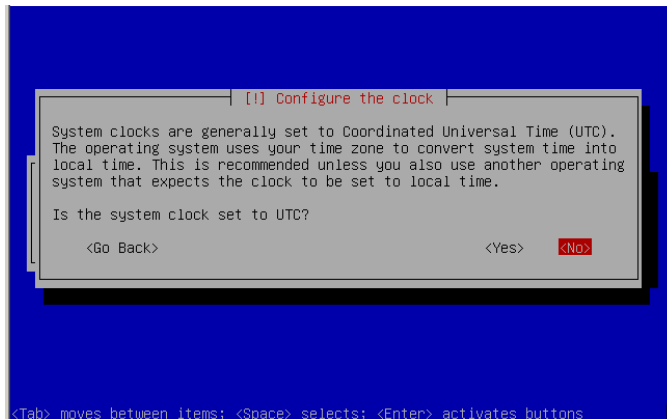 [!] Configure the clock
System clocks are generally set to Coordinated Universal Time (UTC).
The operating system uses your time zone to convert system time into
local time. This is recommended unless you also use another operating
system that expects the clock to be set to local time.
Is the system clock set to UTC?
<Go Back> <Yes> <No>
<Tab> moves between items; <Space> selects; <Enter> activates buttons